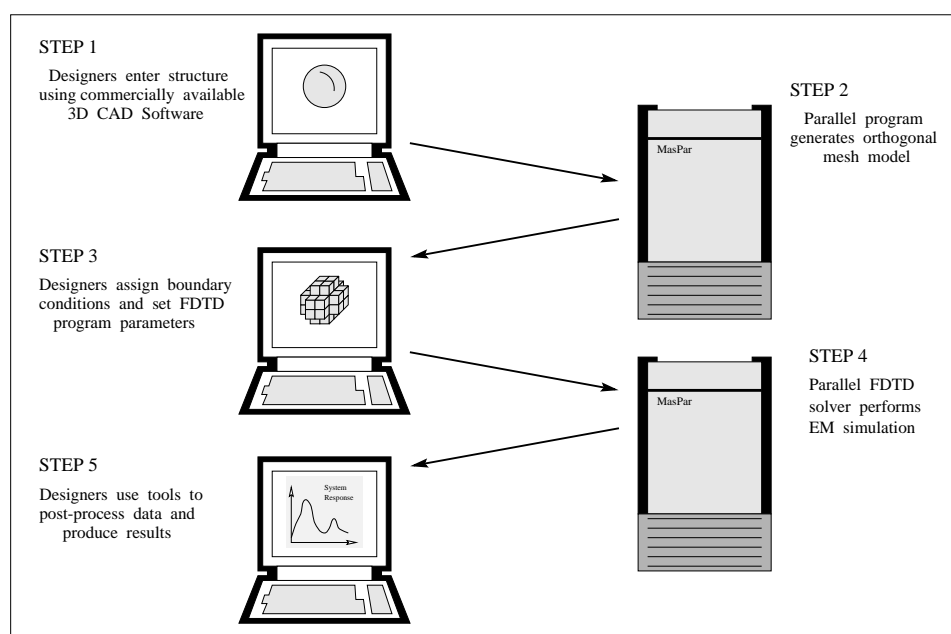 STEP 1
Designers enter structure
using commercially available
3D CAD Software
STEP 2
Parallel program
generates orthogonal
mesh model
MasPar
STEP 3
Designers assign boundary
conditions and set FDTD
program parameters
STEP 4
Parallel FDTD
solver performs
EM simulation
MasPar
STEP 5
Designers use tools to
post-process data and
produce results
System
Response